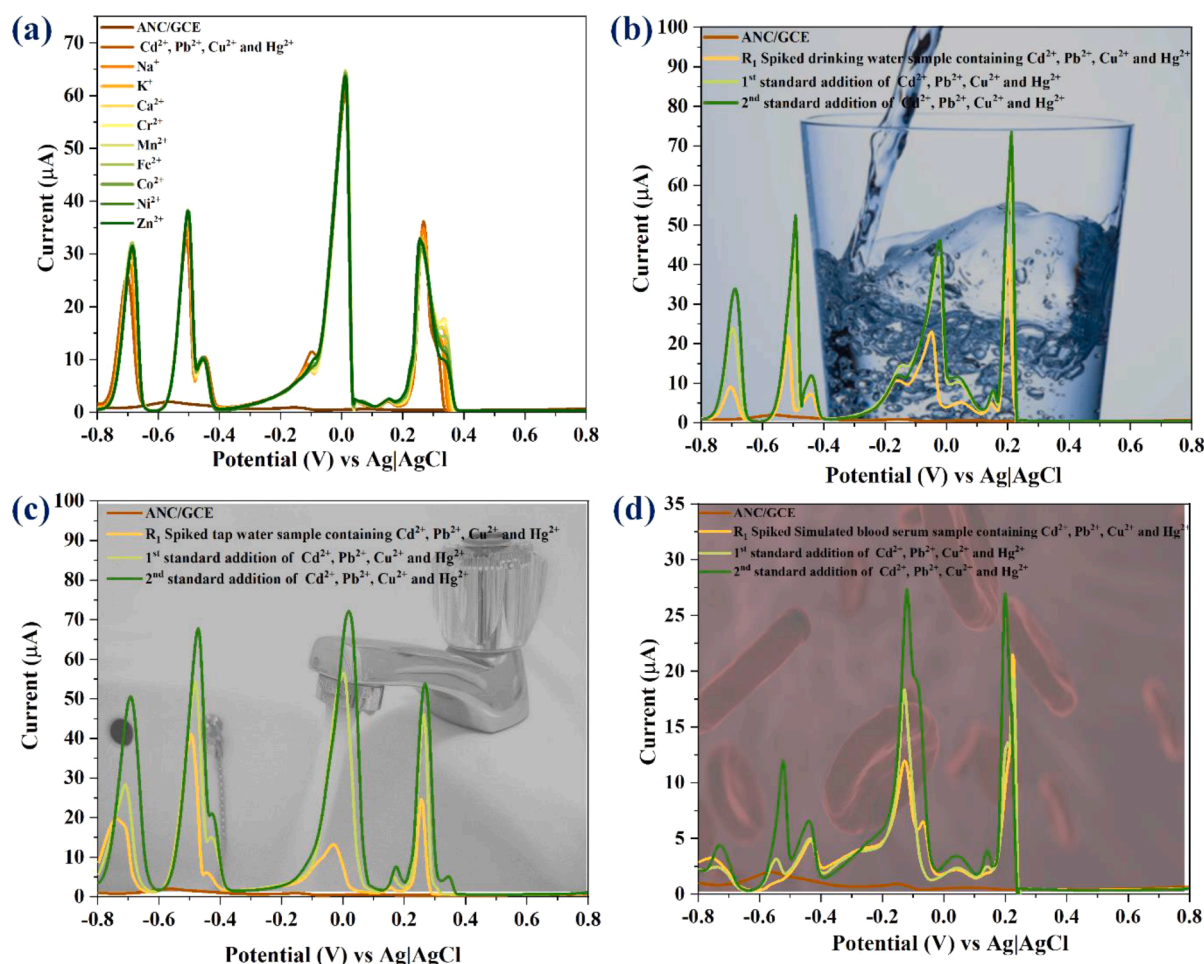 (a)
ANC/GCE
Cd²⁺, Pb²⁺, Cu²⁺ and Hg²⁺
Na⁺
K⁺
Ca²⁺
Cr²⁺
Mn²⁺
Fe²⁺
Co²⁺
Ni²⁺
Zn²⁺
Current (µA)
70
60
50
40
30
20
10
0
-0.8 -0.6 -0.4 -0.2 0.0 0.2 0.4 0.6 0.8
Potential (V) vs Ag|AgCl
(b)
ANC/GCE
R₁ Spiked drinking water sample containing Cd²⁺, Pb²⁺, Cu²⁺ and Hg²⁺
1ˢᵗ standard addition of Cd²⁺, Pb²⁺, Cu²⁺ and Hg²⁺
2ⁿᵈ standard addition of Cd²⁺, Pb²⁺, Cu²⁺ and Hg²⁺
Current (µA)
100
90
80
70
60
50
40
30
20
10
0
-0.8 -0.6 -0.4 -0.2 0.0 0.2 0.4 0.6 0.8
Potential (V) vs Ag|AgCl
(c)
ANC/GCE
R₁ Spiked tap water sample containing Cd²⁺, Pb²⁺, Cu²⁺ and Hg²⁺
1ˢᵗ standard addition of Cd²⁺, Pb²⁺, Cu²⁺ and Hg²⁺
2ⁿᵈ standard addition of Cd²⁺, Pb²⁺, Cu²⁺ and Hg²⁺
Current (µA)
100
90
80
70
60
50
40
30
20
10
0
-0.8 -0.6 -0.4 -0.2 0.0 0.2 0.4 0.6 0.8
Potential (V) vs Ag|AgCl
(d)
ANC/GCE
R₁ Spiked Simulated blood serum sample containing Cd²⁺, Pb²⁺, Cu²⁺ and Hg²⁺
1ˢᵗ standard addition of Cd²⁺, Pb²⁺, Cu²⁺ and Hg²⁺
2ⁿᵈ standard addition of Cd²⁺, Pb²⁺, Cu²⁺ and Hg²⁺
Current (µA)
35
30
25
20
15
10
5
0
-0.8 -0.6 -0.4 -0.2 0.0 0.2 0.4 0.6 0.8
Potential (V) vs Ag|AgCl